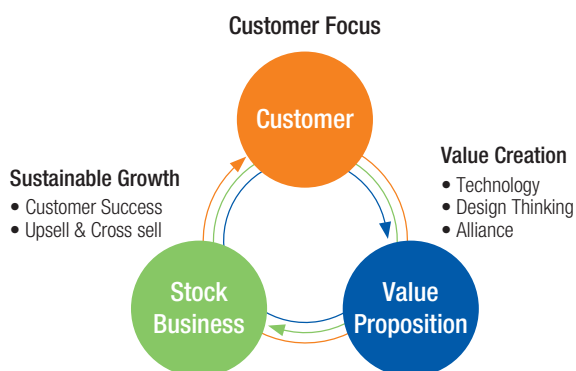 Customer Focus
Customer
Sustainable Growth
• Customer Success
• Upsell & Cross sell
Value Creation
• Technology
• Design Thinking
• Alliance
Stock
Business
Value
Proposition